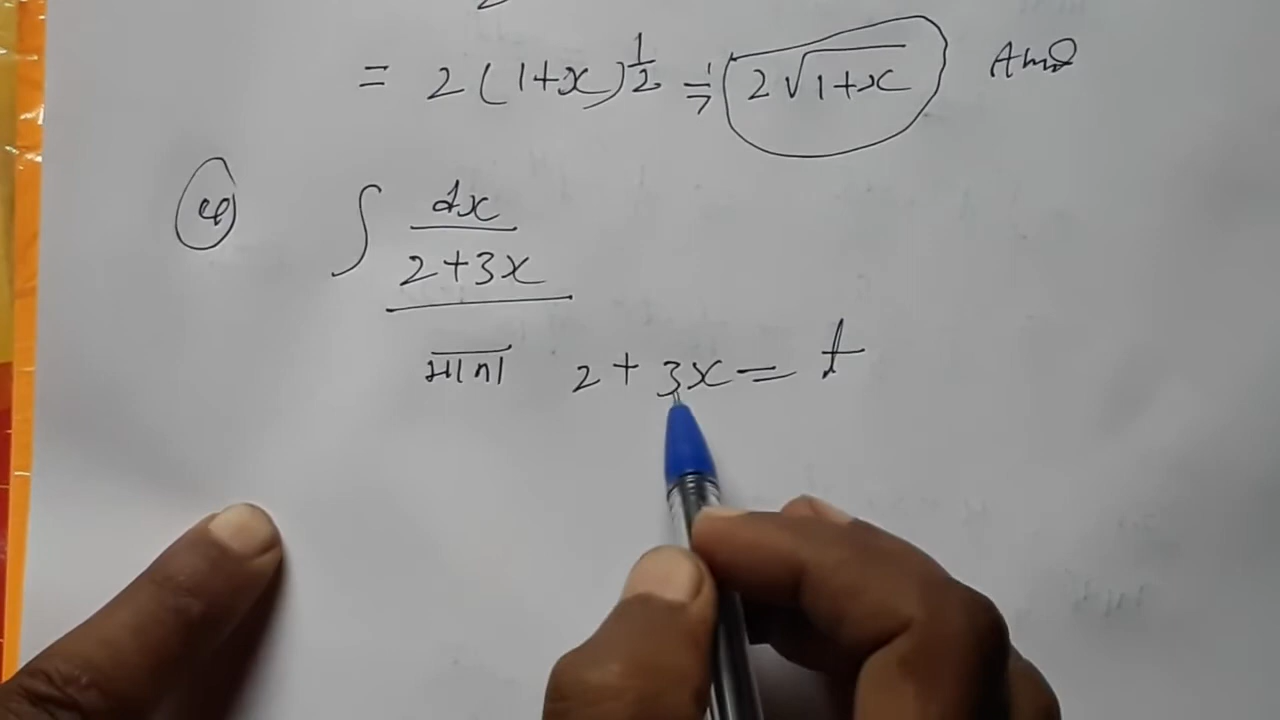 = 2(1+x)^{1/2} ⇒ 2√(1+x) Ans
④ ∫ dx/(2+3x)
माना 2 + 3x = t